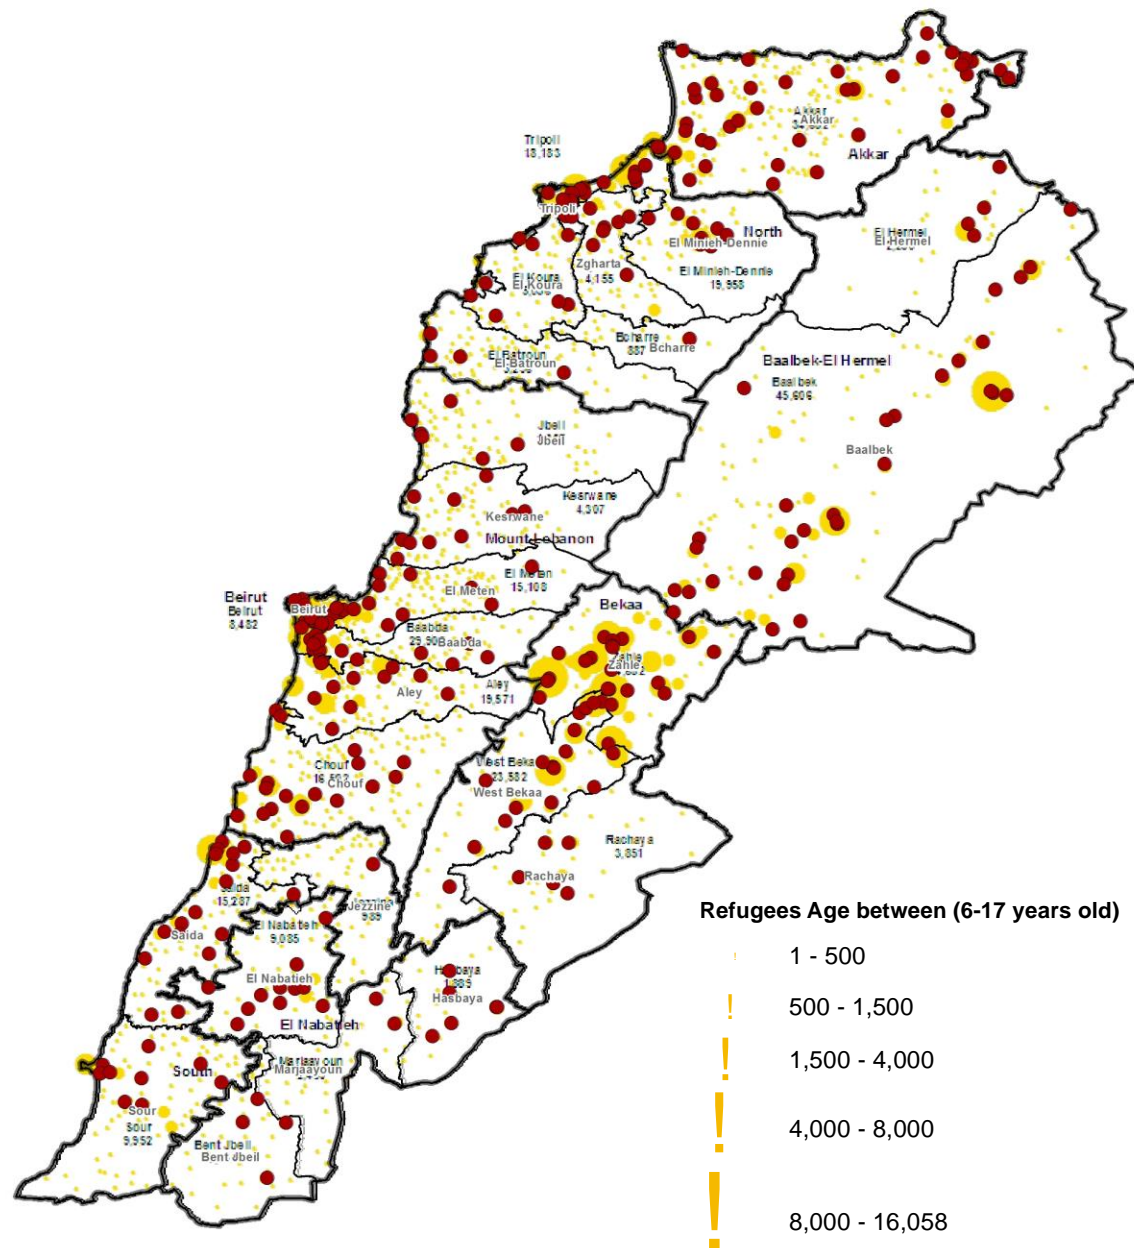 Akkar
Akkar
Akkar
Tripoli
18,183
Tripoli
North
El Minieh-Dennie
El Minieh-Dennie
19,958
El Hermel
El Hermel
Zgharta
4,155
El Koura
El Koura
Bcharre
887
Bcharre
El Batroun
El-Batroun
Baalbek-El Hermel
Baalbek
45,606
Baalbek
Jbeil
Jbeil
Kesrwane
4,307
Kesrwane
Mount Lebanon
El Meten
15,108
El Meten
Beirut
Beirut
8,482
Beirut
Baabda
Baabda
Bekaa
Zahle
Zahle
Aley
19,571
Aley
Chouf
Chouf
West Bekaa
23,582
West Bekaa
Rachaya
3,851
Rachaya
Saida
15,287
Saida
Jezzine
989
El Nabatieh
9,085
El Nabatieh
El Nabatieh
Hasbaya
Hasbaya
South
Marjaayoun
Marjaayoun
Sour
Sour
9,952
Bent Jbeil
Bent Jbeil
Refugees Age between (6-17 years old)
1 - 500
500 - 1,500
1,500 - 4,000
4,000 - 8,000
8,000 - 16,058